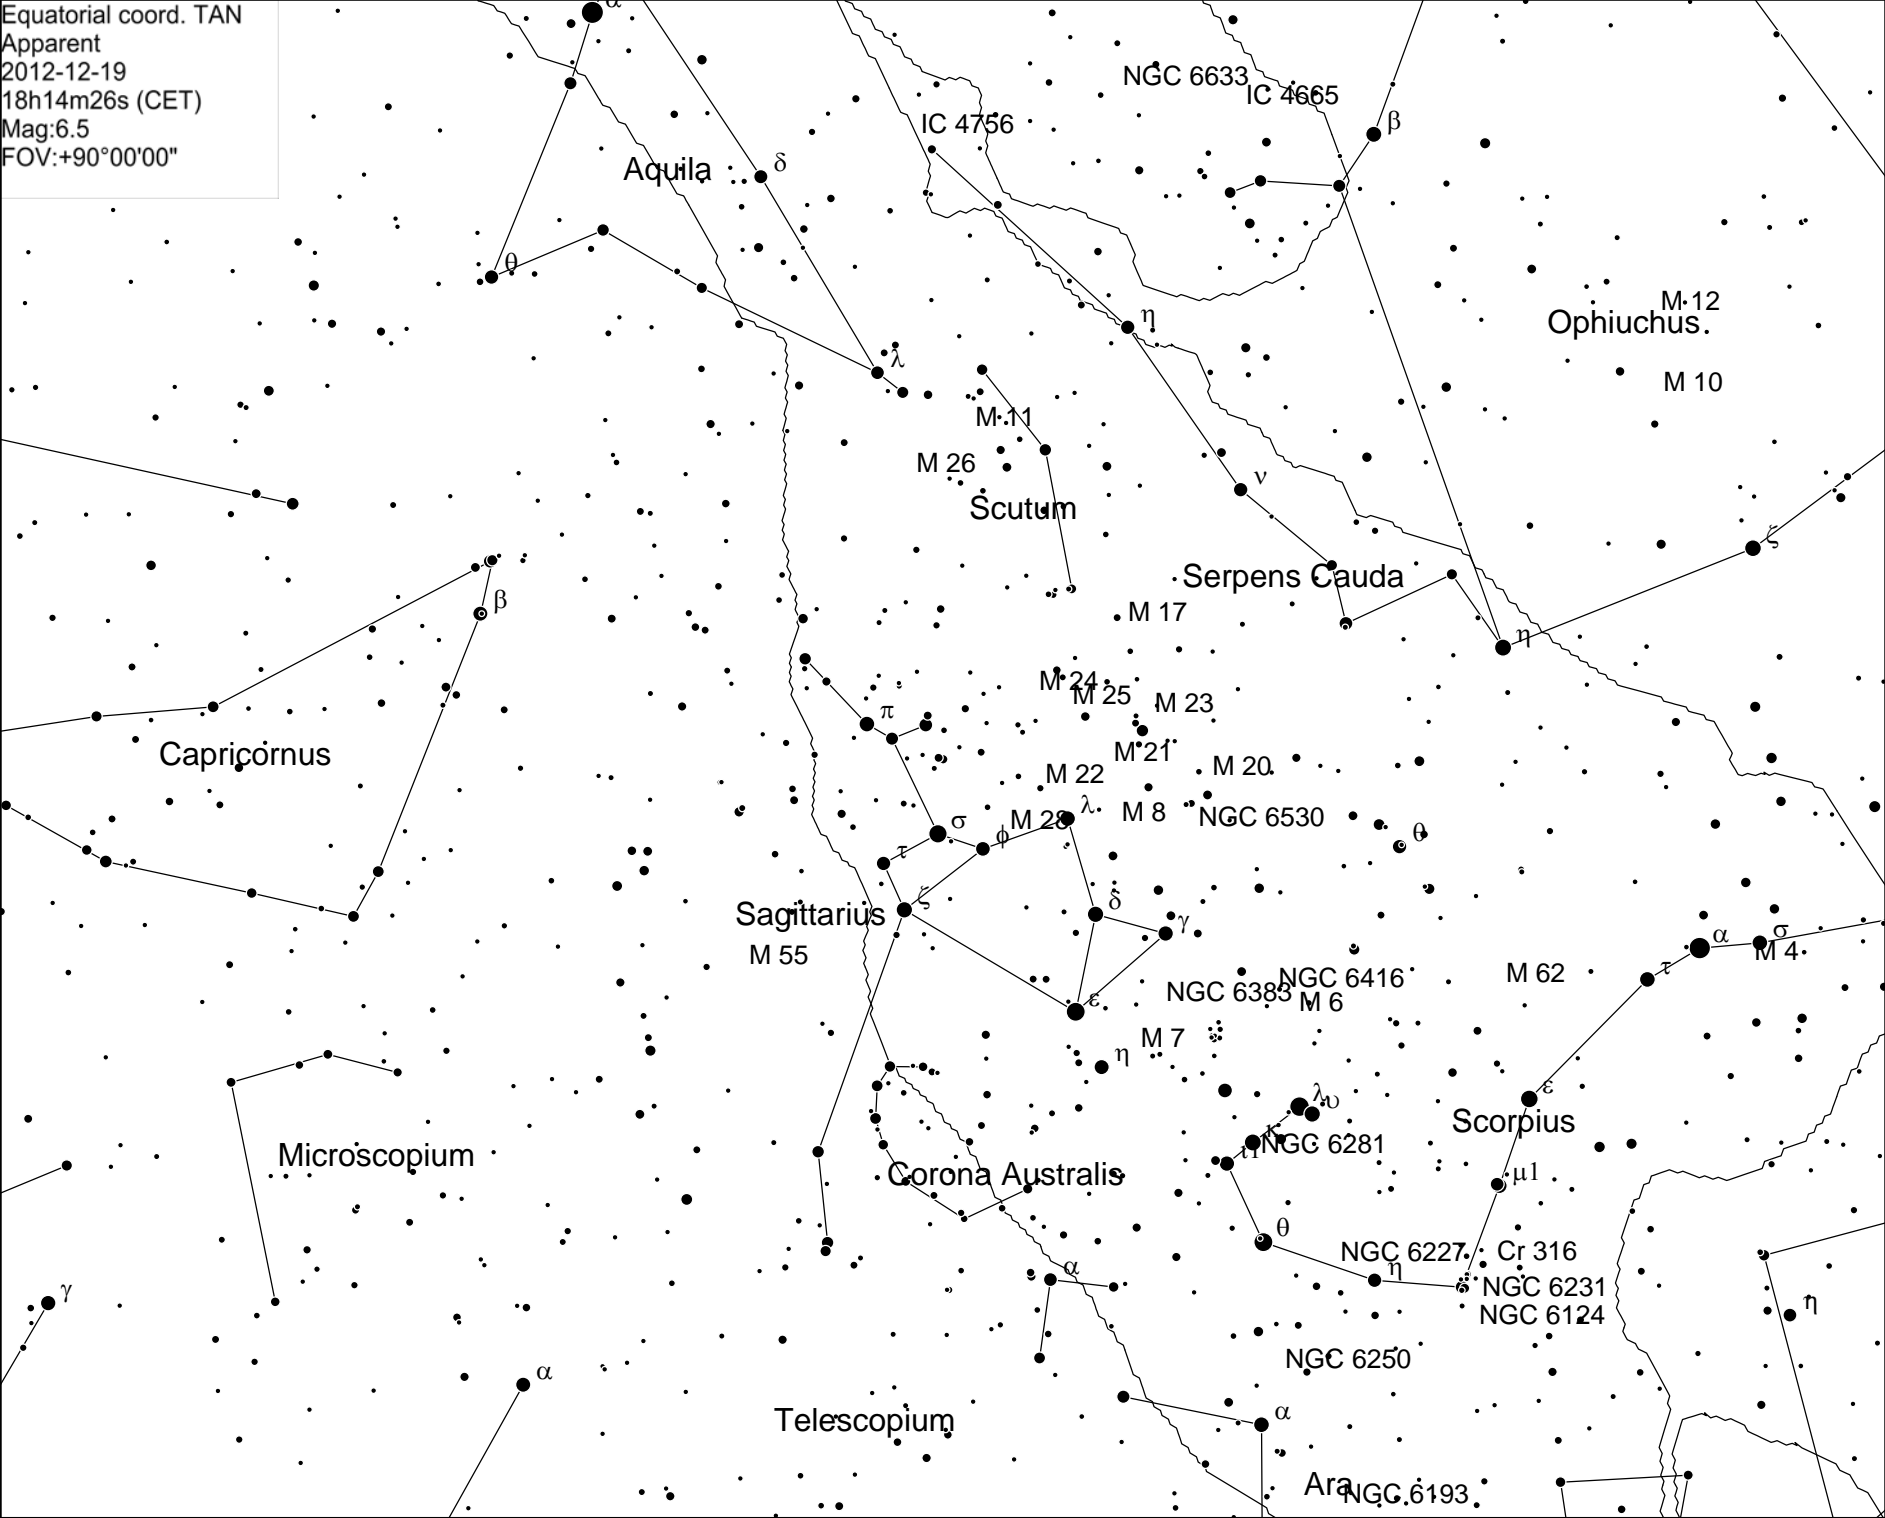 Equatorial coord. TAN
Apparent
2012-12-19
18h14m26s (CET)
Mag:6.5
FOV:+90°00'00"
α
NGC 6633
IC 4665
IC 4756
β
Aquila
δ
θ
η
M 12
Ophiuchus
λ
M 10
M 11
M 26
ν
Scutum
ζ
Serpens Cauda
β
M 17
η
M 24
M 25
M 23
π
Capricornus
M 21
M 20
M 22
λ
M 8
NGC 6530
M 28
σ
ϕ
θ
τ
ζ
δ
Sagittarius
γ
α
σ
M 55
M 4
τ
M 62
NGC 6416
NGC 6383
M 6
ε
M 7
η
ε
λ
υ
Scorpius
κ
NGC 6281
ι1
Microscopium
Corona Australis
μ1
θ
NGC 6227
Cr 316
α
η
NGC 6231
γ
η
NGC 6124
NGC 6250
α
Telescopium
α
Ara
NGC 6193